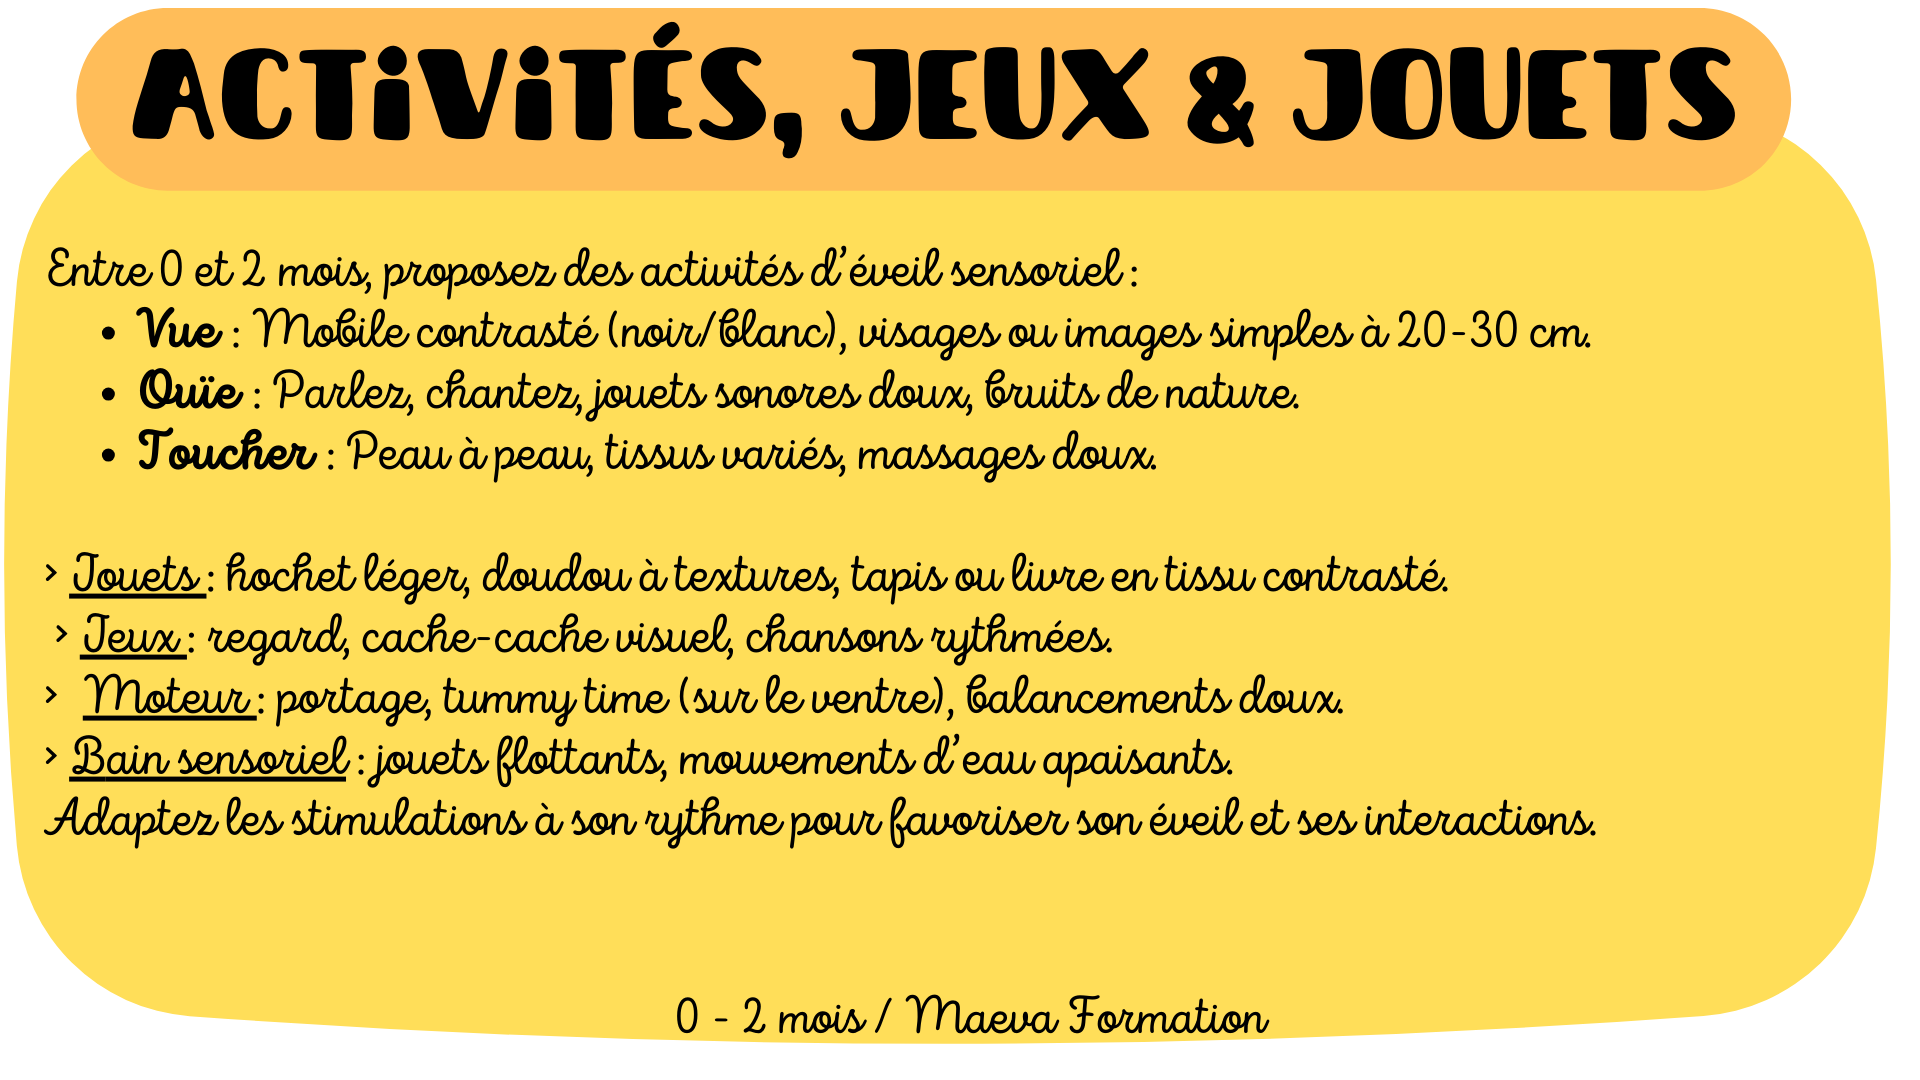 ACTIVITÉS, JEUX & JOUETS
Entre 0 et 2 mois, proposez des activités d'éveil sensoriel :
• Vue : Mobile contrasté (noir/blanc), visages ou images simples à 20-30 cm.
• Ouïe : Parlez, chantez, jouets sonores doux, bruits de nature.
• Toucher : Peau à peau, tissus variés, massages doux.
> Jouets : hochet léger, doudou à textures, tapis ou livre en tissu contrasté.
> Jeux : regard, cache-cache visuel, chansons rythmées.
> Moteur : portage, tummy time (sur le ventre), balancements doux.
> Bain sensoriel : jouets flottants, mouvements d'eau apaisants.
Adaptez les stimulations à son rythme pour favoriser son éveil et ses interactions.
0 - 2 mois / Maeva Formation